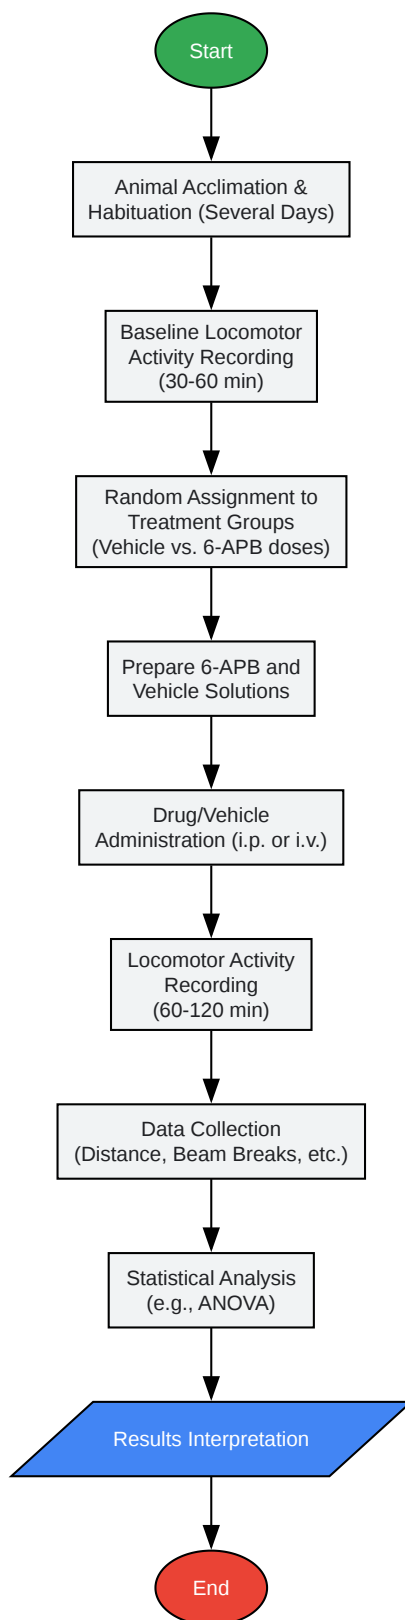 Start
Animal Acclimation &
Habituation (Several Days)
Baseline Locomotor
Activity Recording
(30-60 min)
Random Assignment to
Treatment Groups
(Vehicle vs. 6-APB doses)
Prepare 6-APB and
Vehicle Solutions
Drug/Vehicle
Administration (i.p. or i.v.)
Locomotor Activity
Recording
(60-120 min)
Data Collection
(Distance, Beam Breaks, etc.)
Statistical Analysis
(e.g., ANOVA)
Results Interpretation
End